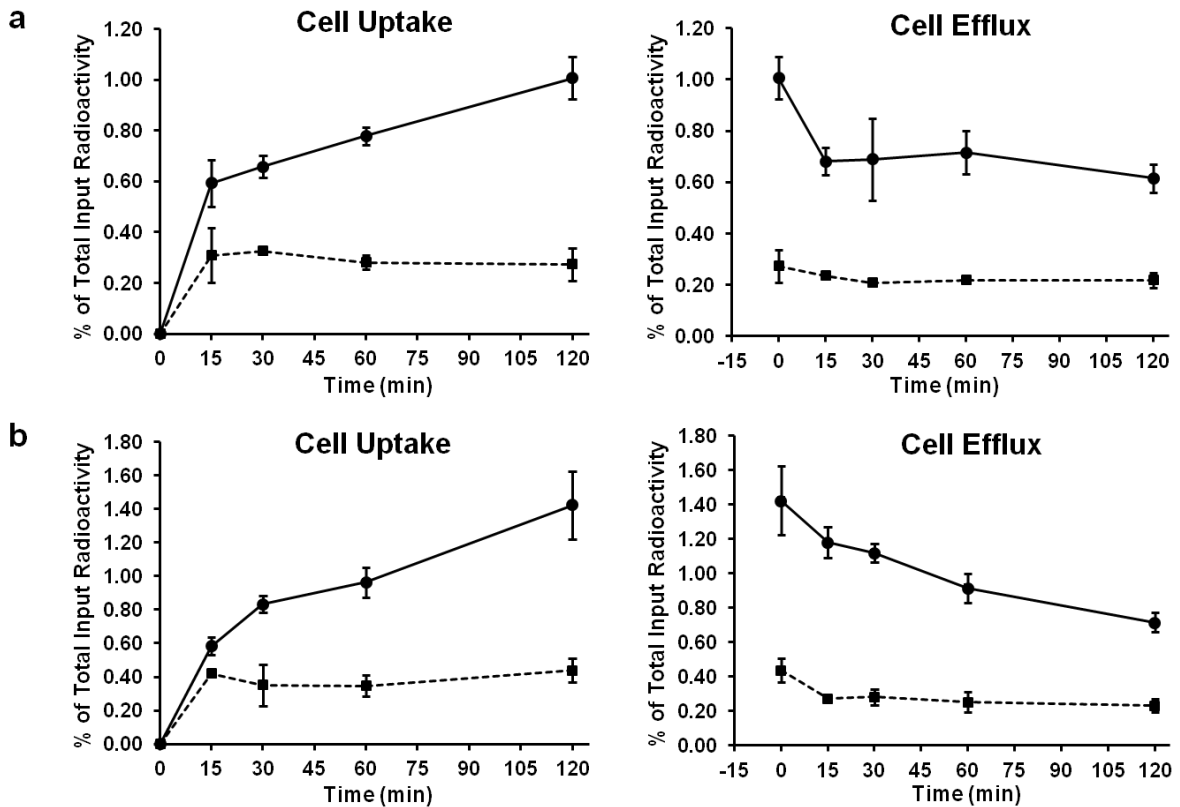 a
Cell Uptake
% of Total Input Radioactivity
1.20
1.00
0.80
0.60
0.40
0.20
0.00
0 15 30 45 60 75 90 105 120
Time (min)
Cell Efflux
% of Total Input Radioactivity
1.20
1.00
0.80
0.60
0.40
0.20
0.00
-15 0 15 30 45 60 75 90 105 120
Time (min)
b
Cell Uptake
% of Total Input Radioactivity
1.80
1.60
1.40
1.20
1.00
0.80
0.60
0.40
0.20
0.00
0 15 30 45 60 75 90 105 120
Time (min)
Cell Efflux
% of Total Input Radioactivity
1.80
1.60
1.40
1.20
1.00
0.80
0.60
0.40
0.20
0.00
-15 0 15 30 45 60 75 90 105 120
Time (min)